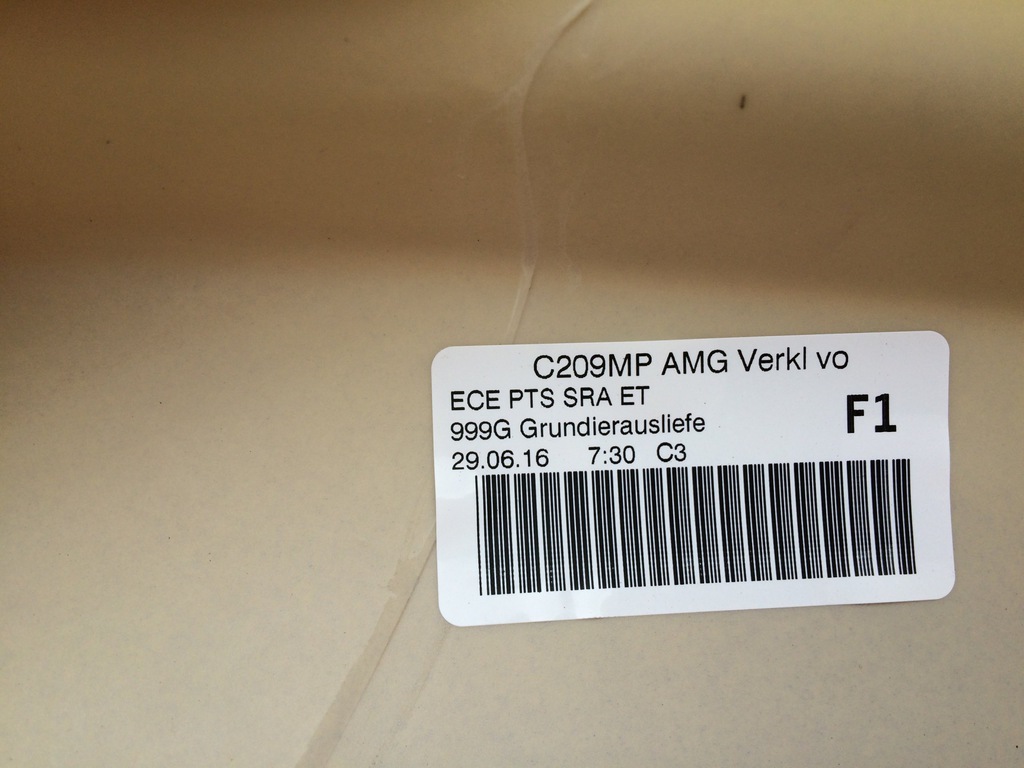 C209MP AMG Verkl vo
ECE PTS SRA ET
999G Grundierausliefe
F1
29.06.16 7:30 C3